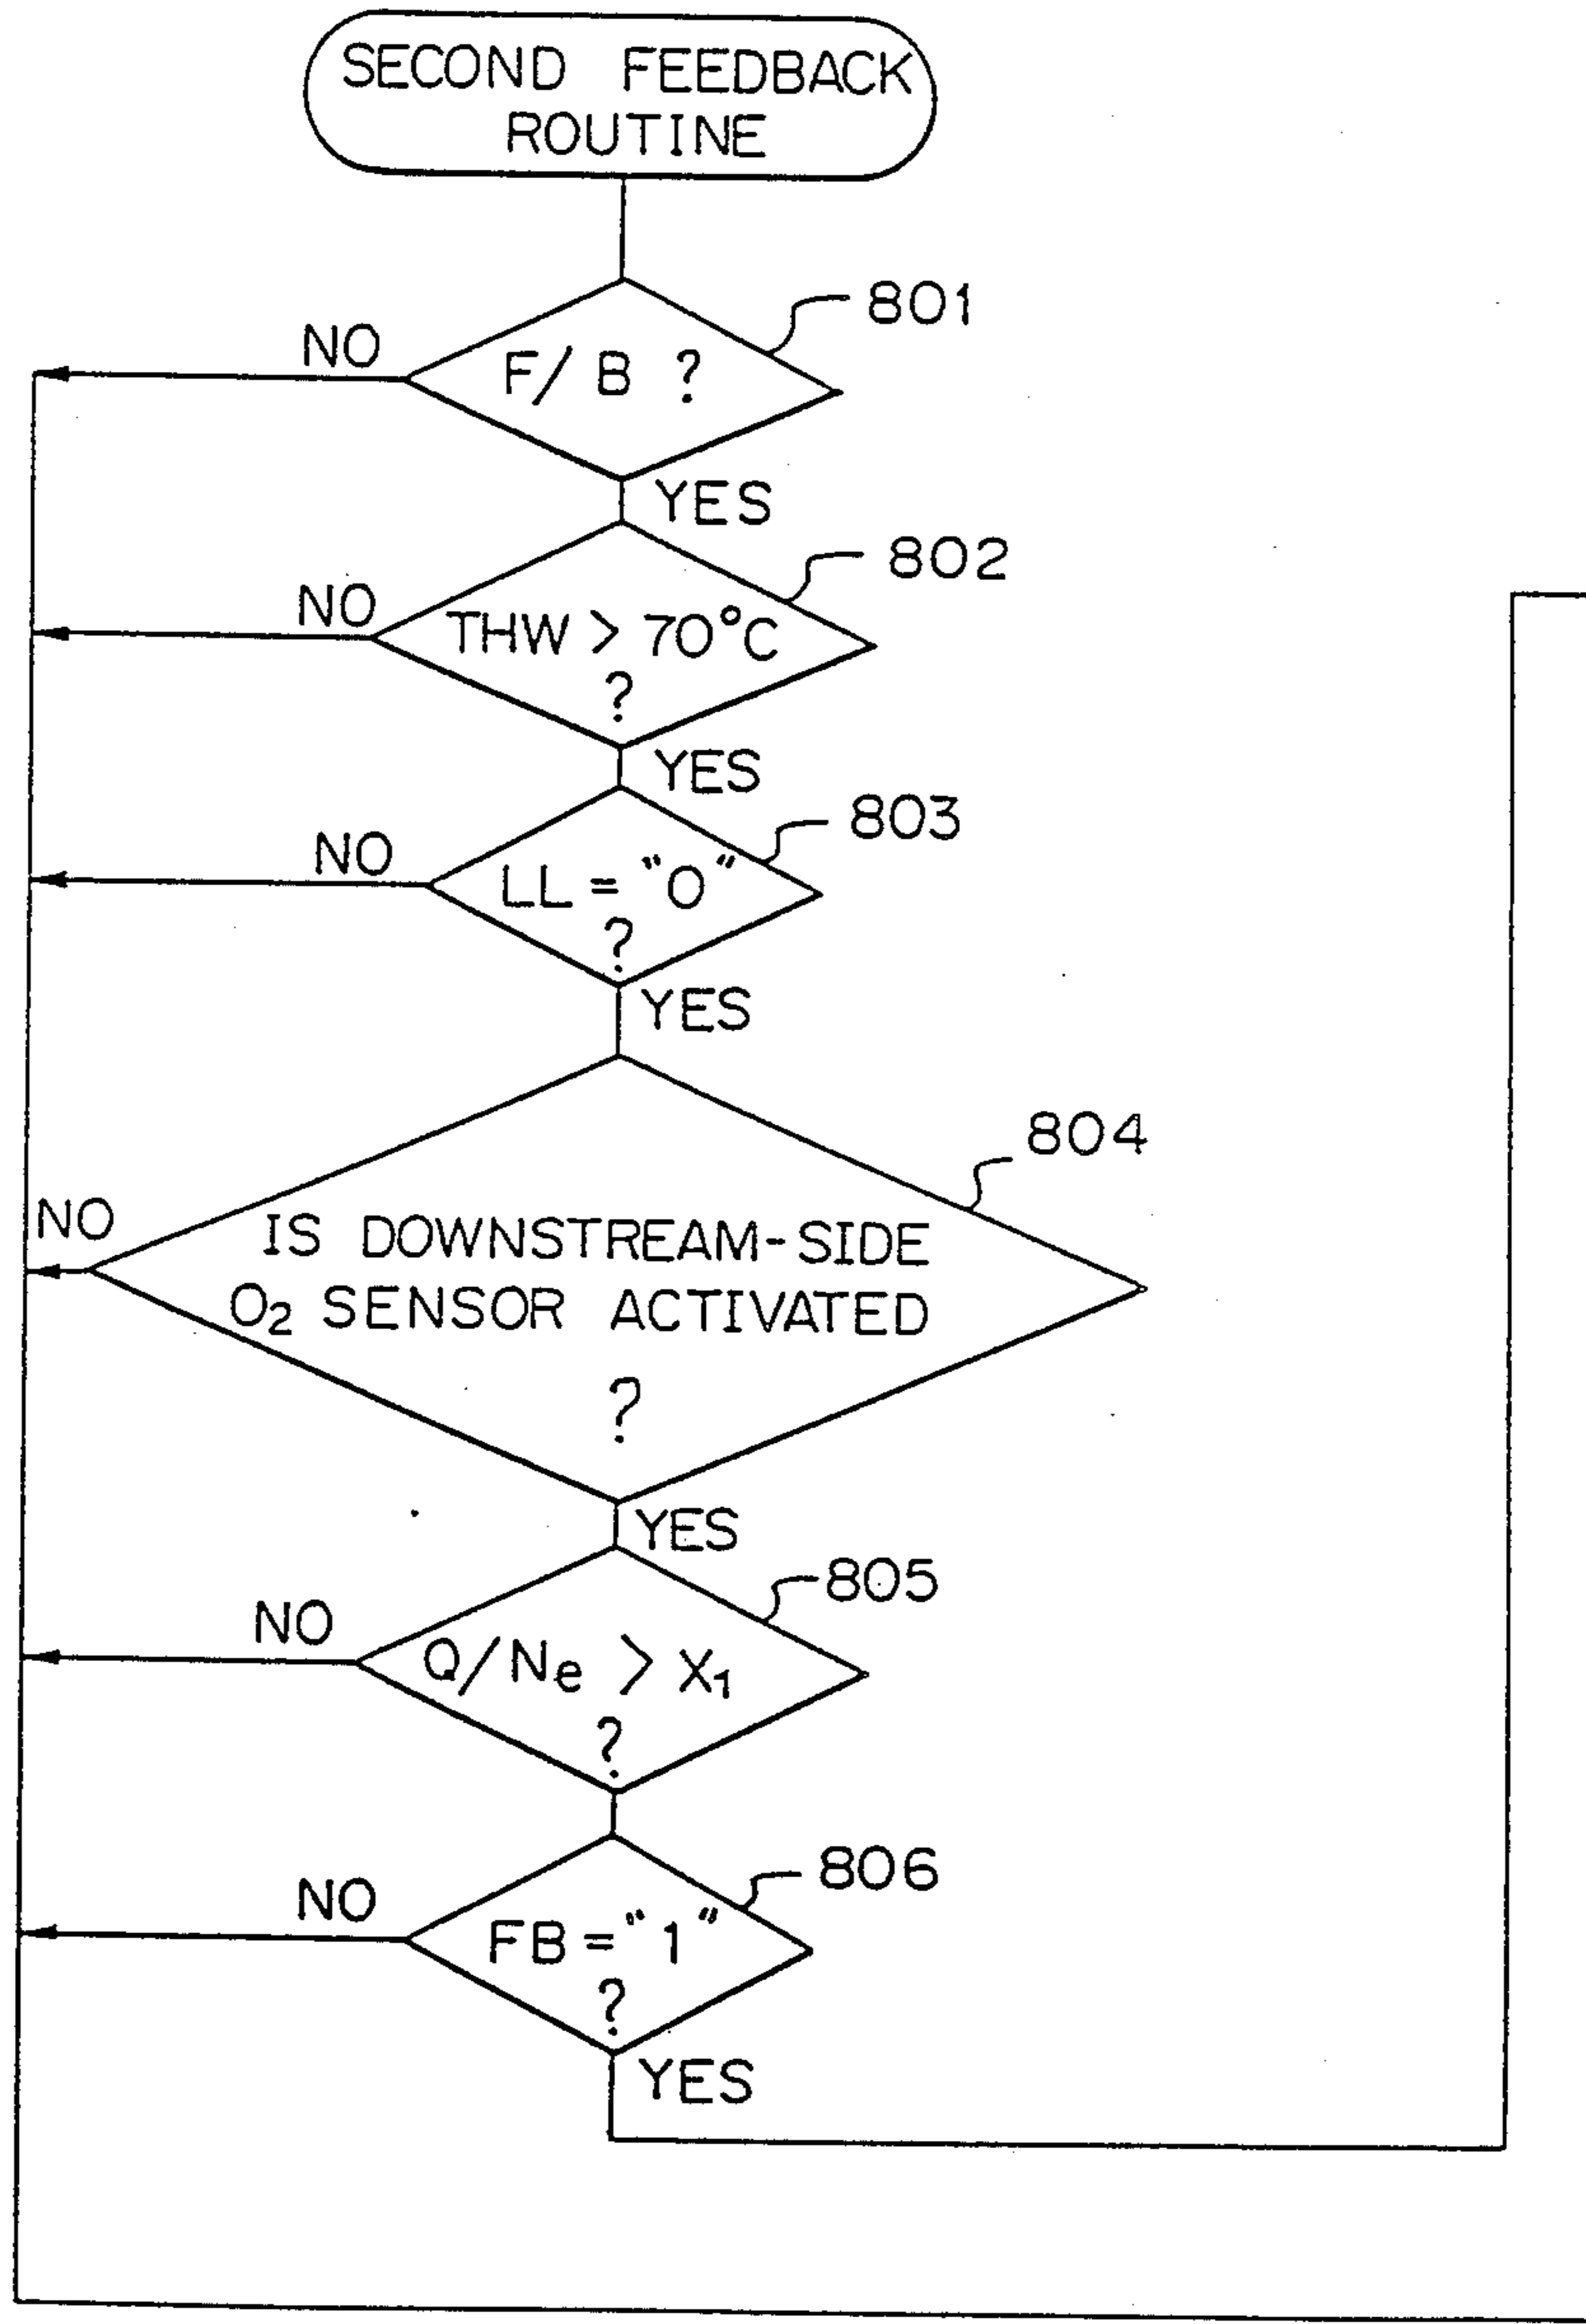 SECOND FEEDBACK
ROUTINE
801
NO
F/B ?
YES
802
NO
THW > 70°C
?
YES
803
NO
LL = "0"
?
YES
804
NO
IS DOWNSTREAM-SIDE
O₂ SENSOR ACTIVATED
?
YES
805
NO
Q/Ne > X₁
?
806
NO
FB = "1"
?
YES